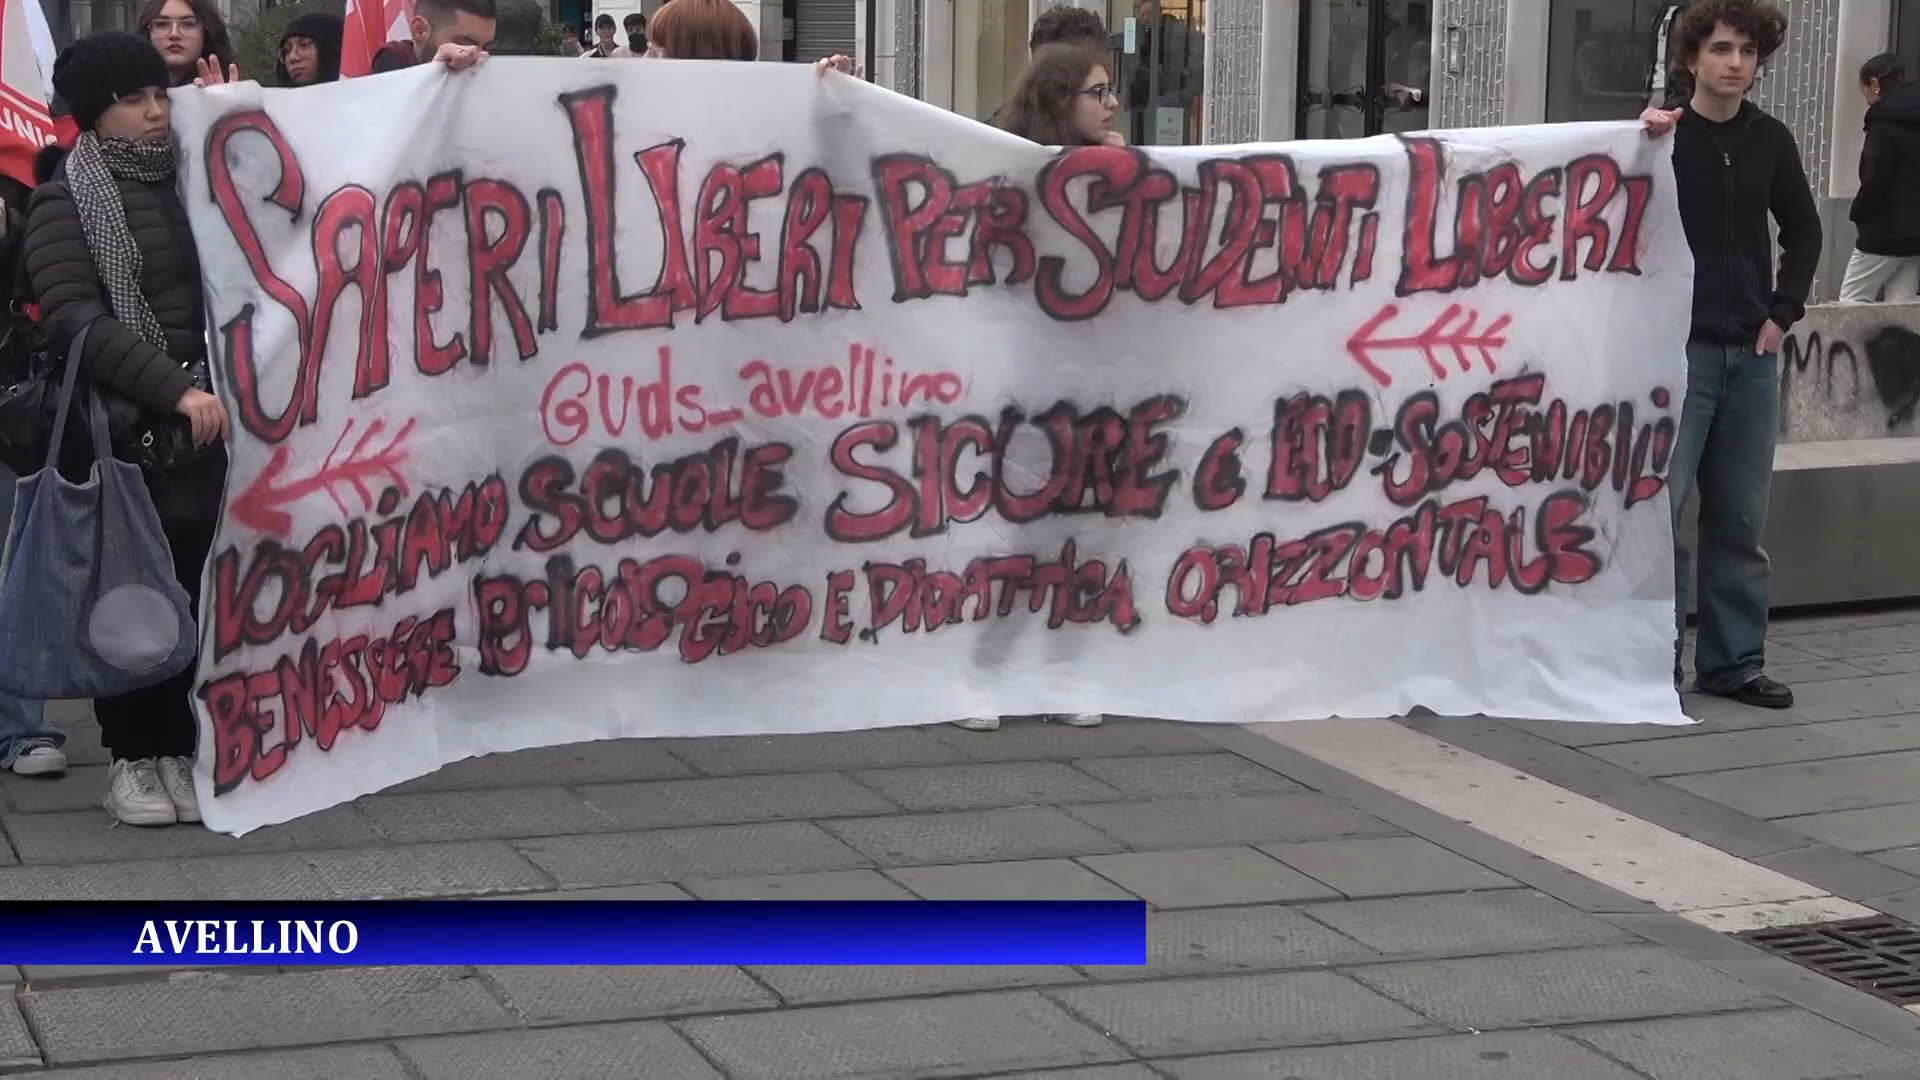 SAPERI LIBERI PER STUDENTI LIBERI
@uds_avellino
VOGLIAMO SCUOLE SICURE E ECO-SOSTENIBILI
BENESSERE PSICOLOGICO E DIDATTICA ORIZZONTALE
AVELLINO